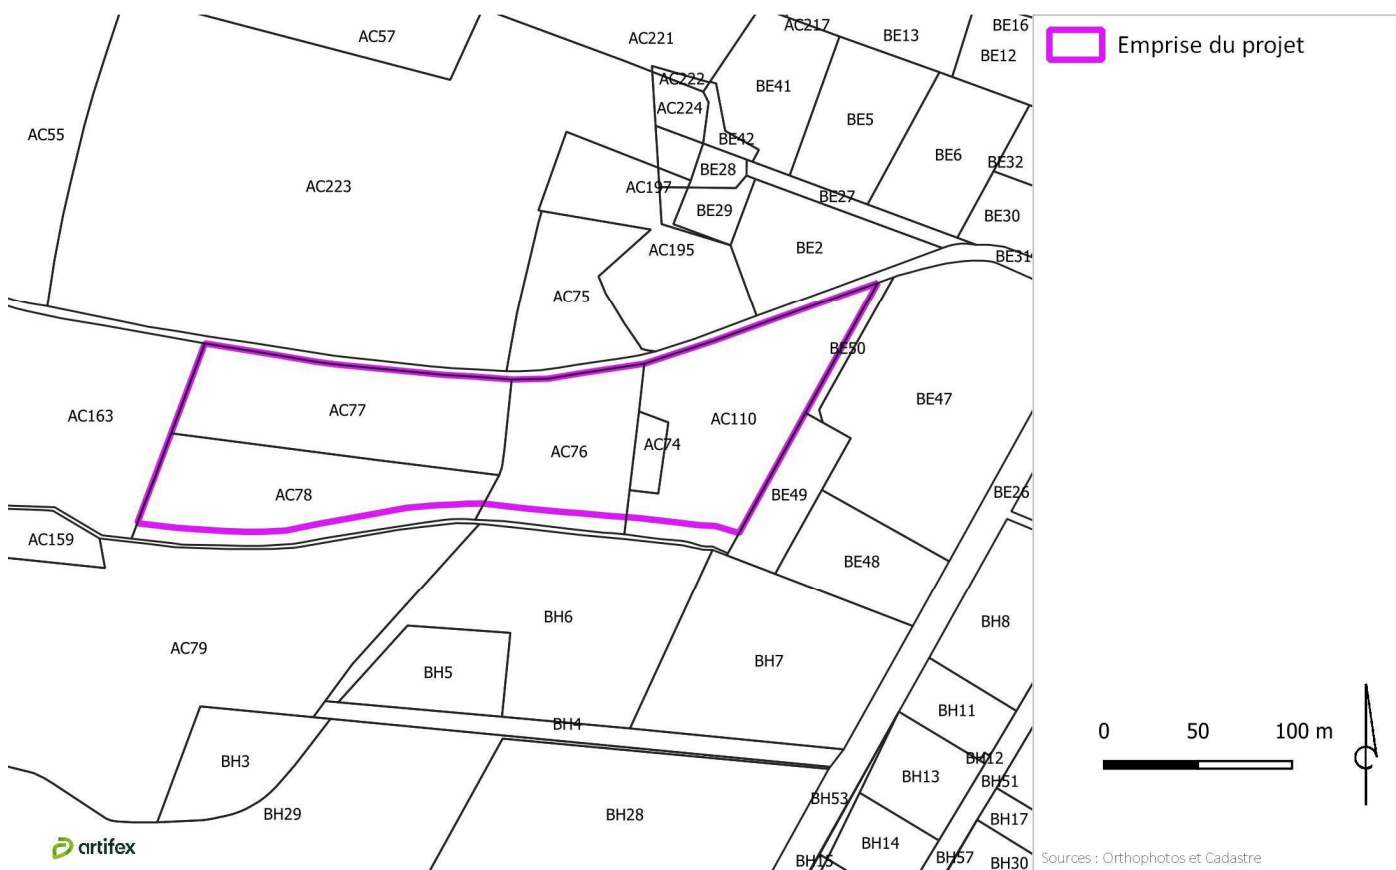 AC57
AC221
AC217
BE13
BE16
BE12
Emprise du projet
AC222
BE41
AC224
BE5
AC55
BE42
BE6
BE32
BE28
AC223
AC197
BE27
BE29
BE30
AC195
BE2
BE31
AC75
BE50
BE47
AC77
AC163
AC110
AC74
AC76
AC78
BE49
BE26
AC159
BE48
BH6
BH8
AC79
BH7
BH5
BH11
BH4
0 50 100 m
BH3
BH12
BH13
BH51
BH53
BH29
BH28
BH17
BH14
artifex
BH15
BH57
BH30
Sources : Orthophotos et Cadastre